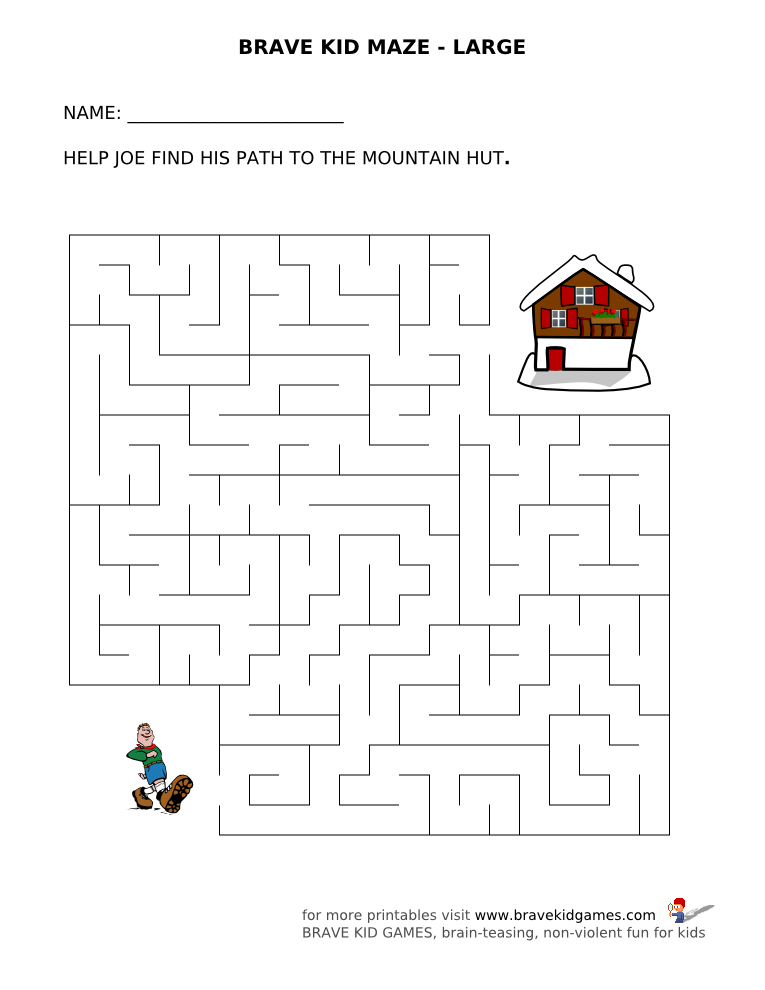 BRAVE KID MAZE - LARGE
NAME: ________________________
HELP JOE FIND HIS PATH TO THE MOUNTAIN HUT.
for more printables visit www.bravekidgames.com
BRAVE KID GAMES, brain-teasing, non-violent fun for kids